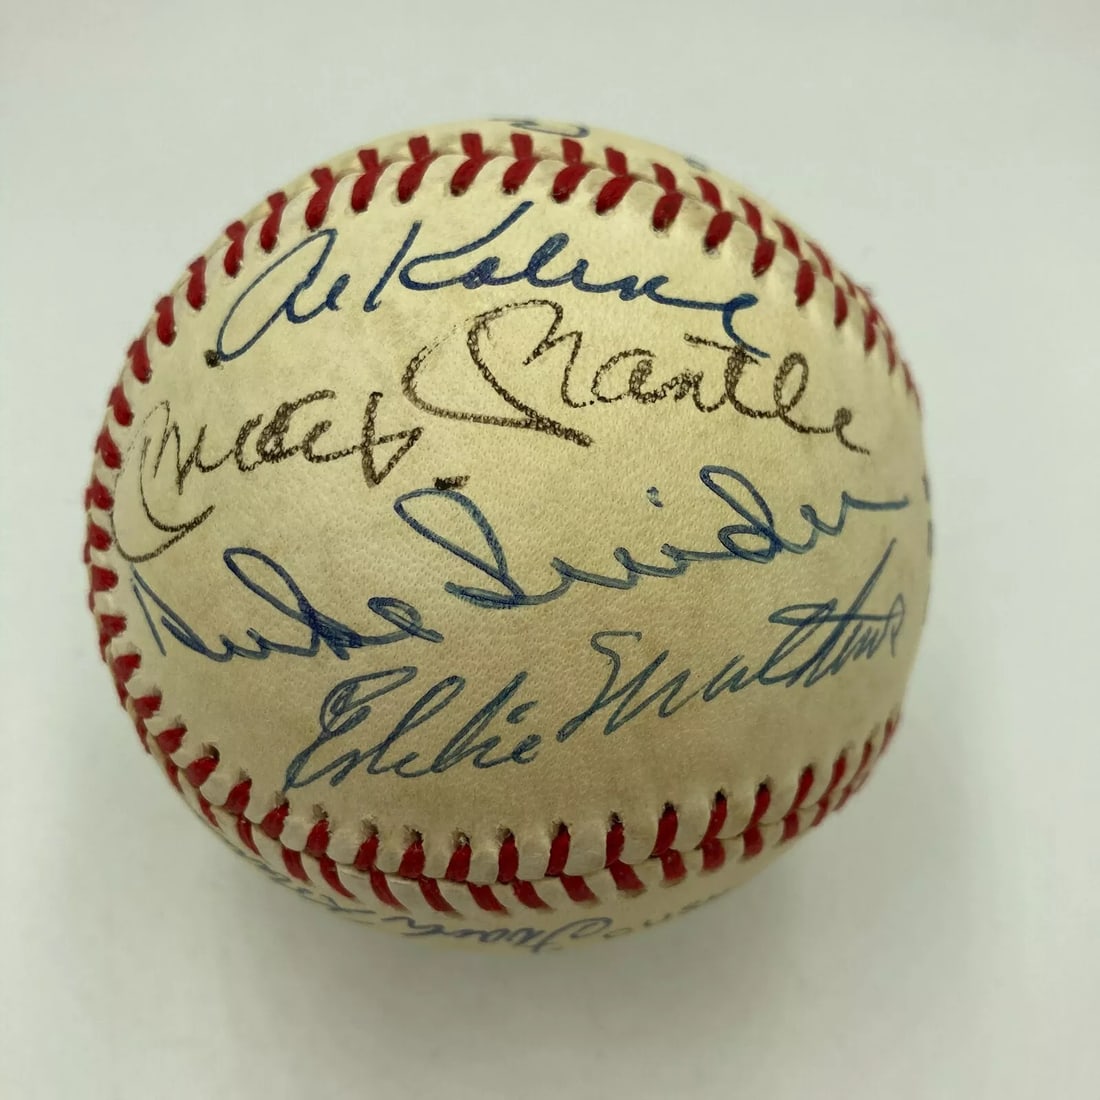 Al Kaline
Mickey Mantle
Duke Snider
Eddie Mathews